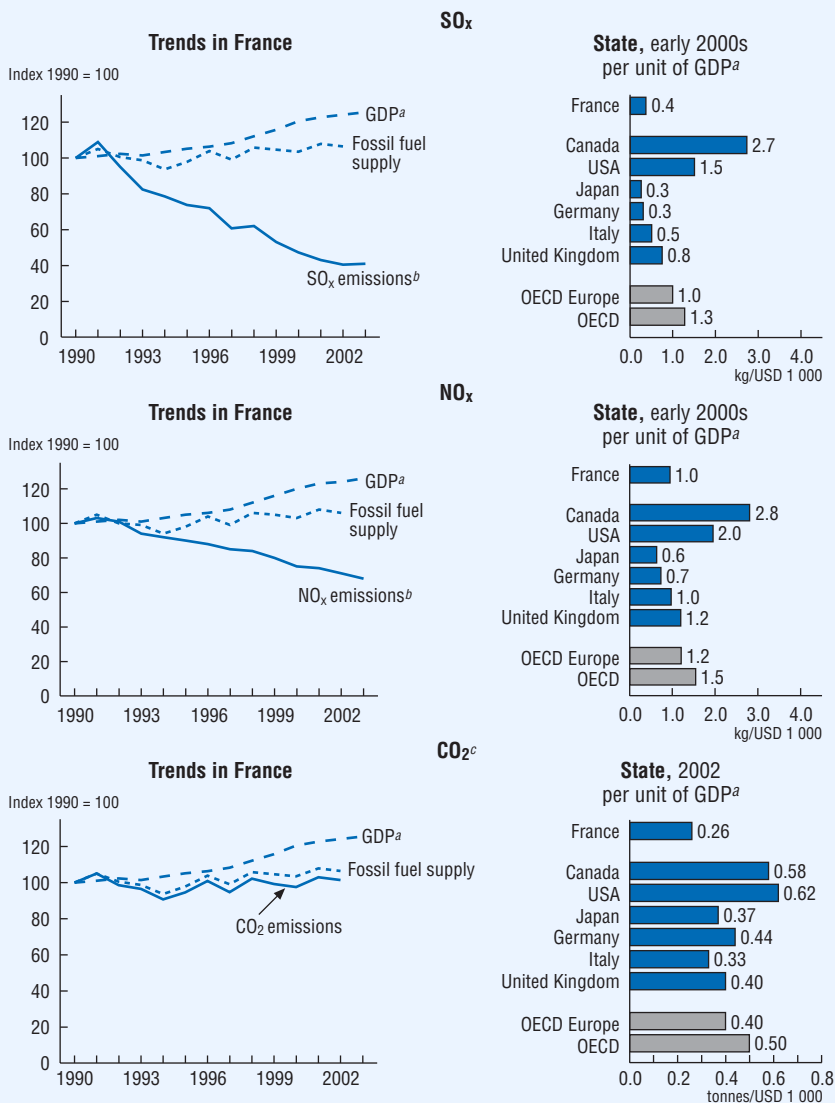 SOx
Trends in France
Index 1990 = 100
120
100
80
60
40
20
0
1990 1993 1996 1999 2002
GDPa
Fossil fuel
supply
SOx emissionsb
State, early 2000s
per unit of GDPa
France 0.4
Canada 2.7
USA 1.5
Japan 0.3
Germany 0.3
Italy 0.5
United Kingdom 0.8
OECD Europe 1.0
OECD 1.3
0.0 1.0 2.0 3.0 4.0
kg/USD 1 000
NOx
Trends in France
Index 1990 = 100
120
100
80
60
40
20
0
1990 1993 1996 1999 2002
GDPa
Fossil fuel
supply
NOx emissionsb
State, early 2000s
per unit of GDPa
France 1.0
Canada 2.8
USA 2.0
Japan 0.6
Germany 0.7
Italy 1.0
United Kingdom 1.2
OECD Europe 1.2
OECD 1.5
0.0 1.0 2.0 3.0 4.0
kg/USD 1 000
CO2c
Trends in France
Index 1990 = 100
120
100
80
60
40
20
0
1990 1993 1996 1999 2002
GDPa
Fossil fuel supply
CO2 emissions
State, 2002
per unit of GDPa
France 0.26
Canada 0.58
USA 0.62
Japan 0.37
Germany 0.44
Italy 0.33
United Kingdom 0.40
OECD Europe 0.40
OECD 0.50
0.0 0.2 0.4 0.6 0.8
tonnes/USD 1 000